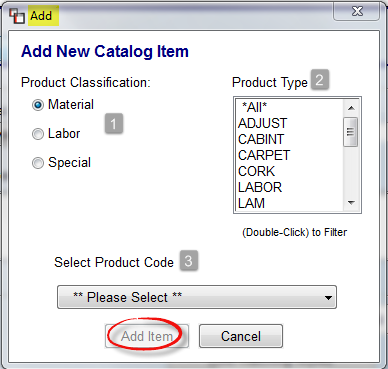 Add
Add New Catalog Item
Product Classification:
Product Type 2
Material
1
Labor
Special
*All*
ADJUST
CABINT
CARPET
CORK
LABOR
LAM
(Double-Click) to Filter
Select Product Code 3
** Please Select **
Add Item
Cancel